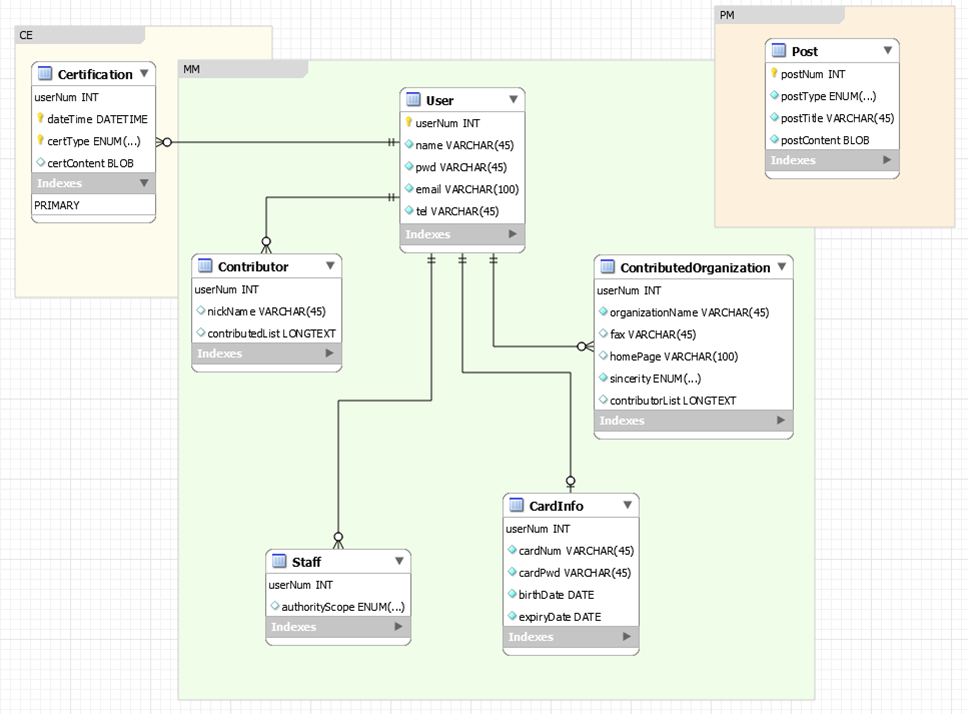 CE
Certification
userNum INT
dateTime DATETIME
certType ENUM(...)
certContent BLOB
Indexes
PRIMARY
MM
User
userNum INT
name VARCHAR(45)
pwd VARCHAR(45)
email VARCHAR(100)
tel VARCHAR(45)
Indexes
PM
Post
postNum INT
postType ENUM(...)
postTitle VARCHAR(45)
postContent BLOB
Indexes
Contributor
userNum INT
nickName VARCHAR(45)
contributedList LONGTEXT
Indexes
ContributedOrganization
userNum INT
organizationName VARCHAR(45)
fax VARCHAR(45)
homePage VARCHAR(100)
sincerity ENUM(...)
contributorList LONGTEXT
Indexes
Staff
userNum INT
authorityScope ENUM(...)
Indexes
CardInfo
userNum INT
cardNum VARCHAR(45)
cardPwd VARCHAR(45)
birthDate DATE
expiryDate DATE
Indexes